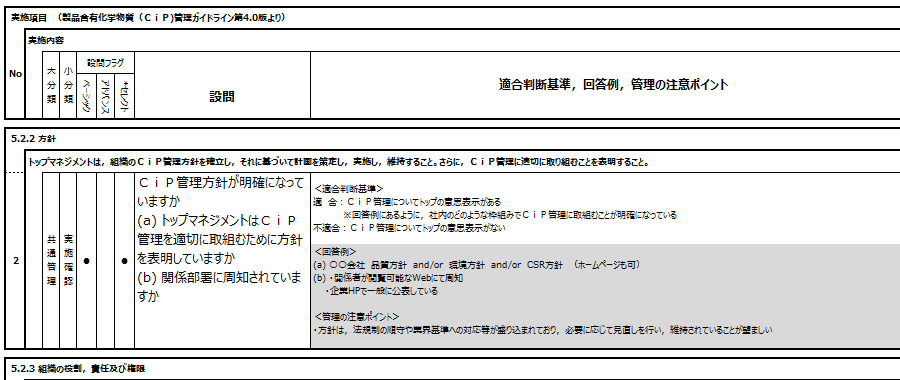 実施項目 （製品含有化学物質（ＣｉＰ)管理ガイドライン第4.0版より）
実施内容
No
大分類
小分類
設問フラグ
ベーシック
アドバンス
+セレクト
設問
適合判断基準，回答例，管理の注意ポイント
5.2.2 方針
トップマネジメントは，組織のＣｉＰ管理方針を確立し，それに基づいて計画を策定し，実施し，維持すること。さらに，ＣｉＰ管理に適切に取り組むことを表明すること。
2
共通管理
実施確認
●
●
ＣｉＰ管理方針が明確になって
いますか
(a) トップマネジメントはＣｉＰ
管理を適切に取組むために方針
を表明していますか
(b) 関係部署に周知されていま
すか
＜適合判断基準＞
適 合：ＣｉＰ管理についてトップの意思表示がある
※回答例にあるように，社内のどのような枠組みでＣｉＰ管理に取組むことが明確になっている
不適合：ＣｉＰ管理についてトップの意思表示がない
＜回答例＞
(a) 〇〇会社 品質方針 and/or 環境方針 and/or CSR方針 （ホームページも可）
(b) ・関係者が閲覧可能なWebにて周知
・企業HPで一般に公表している
＜管理の注意ポイント＞
・方針は，法規制の順守や業界基準への対応等が盛り込まれており，必要に応じて見直しを行い，維持されていることが望ましい
5.2.3 組織の役割，責任及び権限